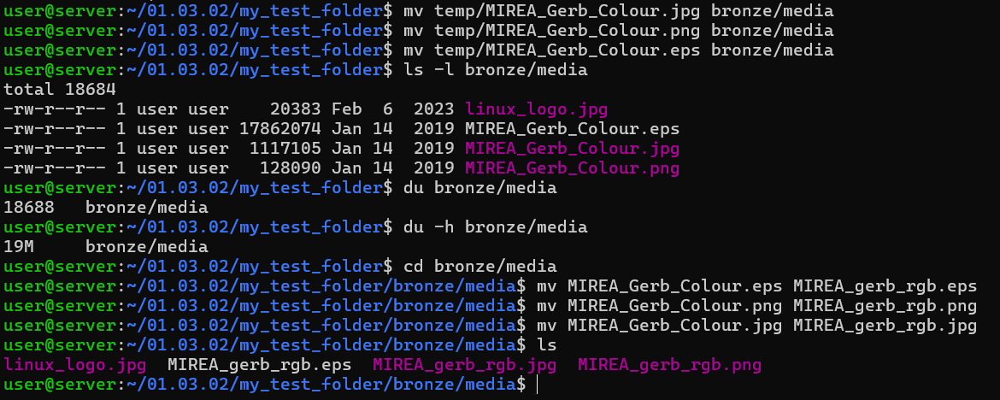 user@server:~/01.03.02/my_test_folder$ mv temp/MIREA_Gerb_Colour.jpg bronze/media
user@server:~/01.03.02/my_test_folder$ mv temp/MIREA_Gerb_Colour.png bronze/media
user@server:~/01.03.02/my_test_folder$ mv temp/MIREA_Gerb_Colour.eps bronze/media
user@server:~/01.03.02/my_test_folder$ ls -l bronze/media
total 18684
-rw-r--r-- 1 user user    20383 Feb  6  2023 linux_logo.jpg
-rw-r--r-- 1 user user 17862074 Jan 14  2019 MIREA_Gerb_Colour.eps
-rw-r--r-- 1 user user  1117105 Jan 14  2019 MIREA_Gerb_Colour.jpg
-rw-r--r-- 1 user user   128090 Jan 14  2019 MIREA_Gerb_Colour.png
user@server:~/01.03.02/my_test_folder$ du bronze/media
18688   bronze/media
user@server:~/01.03.02/my_test_folder$ du -h bronze/media
19M     bronze/media
user@server:~/01.03.02/my_test_folder$ cd bronze/media
user@server:~/01.03.02/my_test_folder/bronze/media$ mv MIREA_Gerb_Colour.eps MIREA_gerb_rgb.eps
user@server:~/01.03.02/my_test_folder/bronze/media$ mv MIREA_Gerb_Colour.png MIREA_gerb_rgb.png
user@server:~/01.03.02/my_test_folder/bronze/media$ mv MIREA_Gerb_Colour.jpg MIREA_gerb_rgb.jpg
user@server:~/01.03.02/my_test_folder/bronze/media$ ls
linux_logo.jpg  MIREA_gerb_rgb.eps  MIREA_gerb_rgb.jpg  MIREA_gerb_rgb.png
user@server:~/01.03.02/my_test_folder/bronze/media$